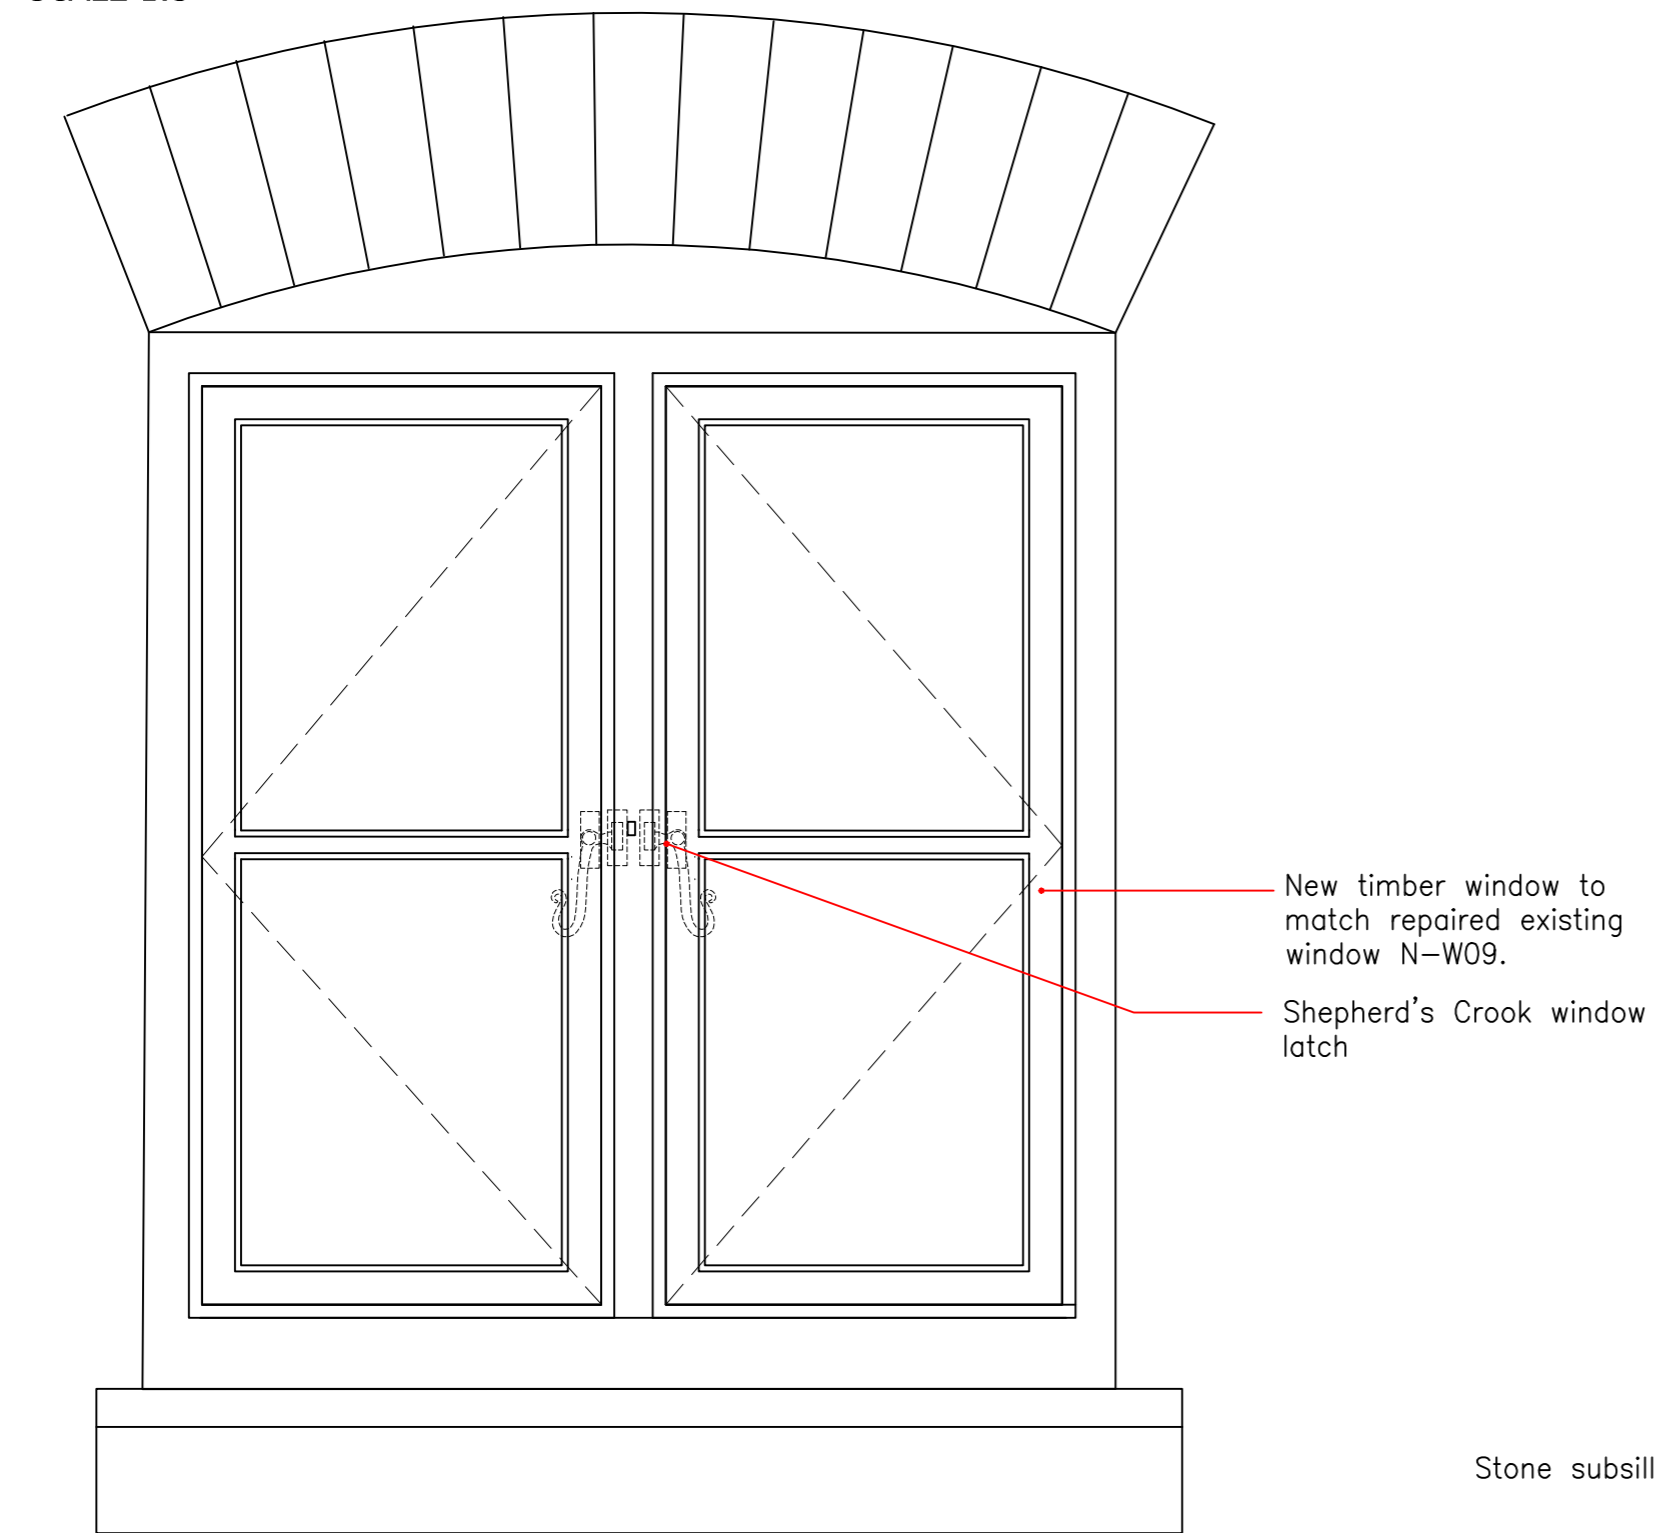 New timber window to
match repaired existing
window N-W09.
Shepherd's Crook window
latch
Stone subsill